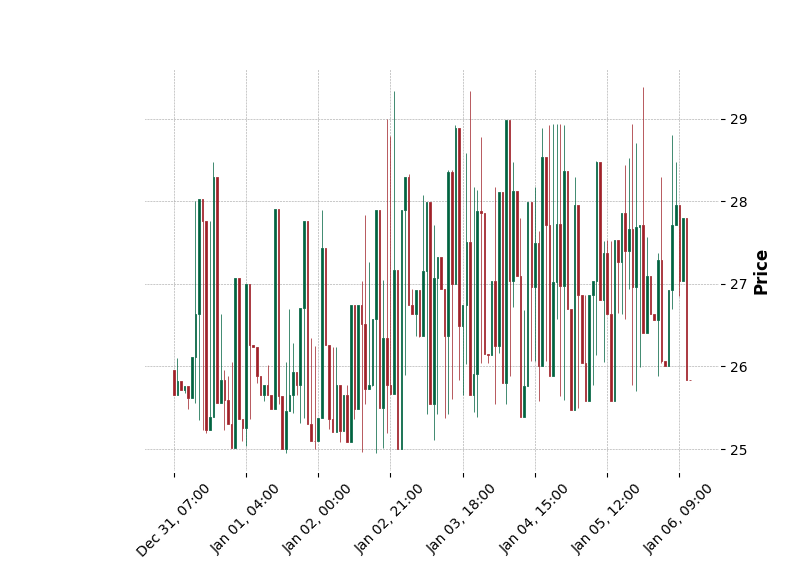 29
28
27
26
25
Price
Dec 31, 07:00
Jan 01, 04:00
Jan 02, 00:00
Jan 02, 21:00
Jan 03, 18:00
Jan 04, 15:00
Jan 05, 12:00
Jan 06, 09:00